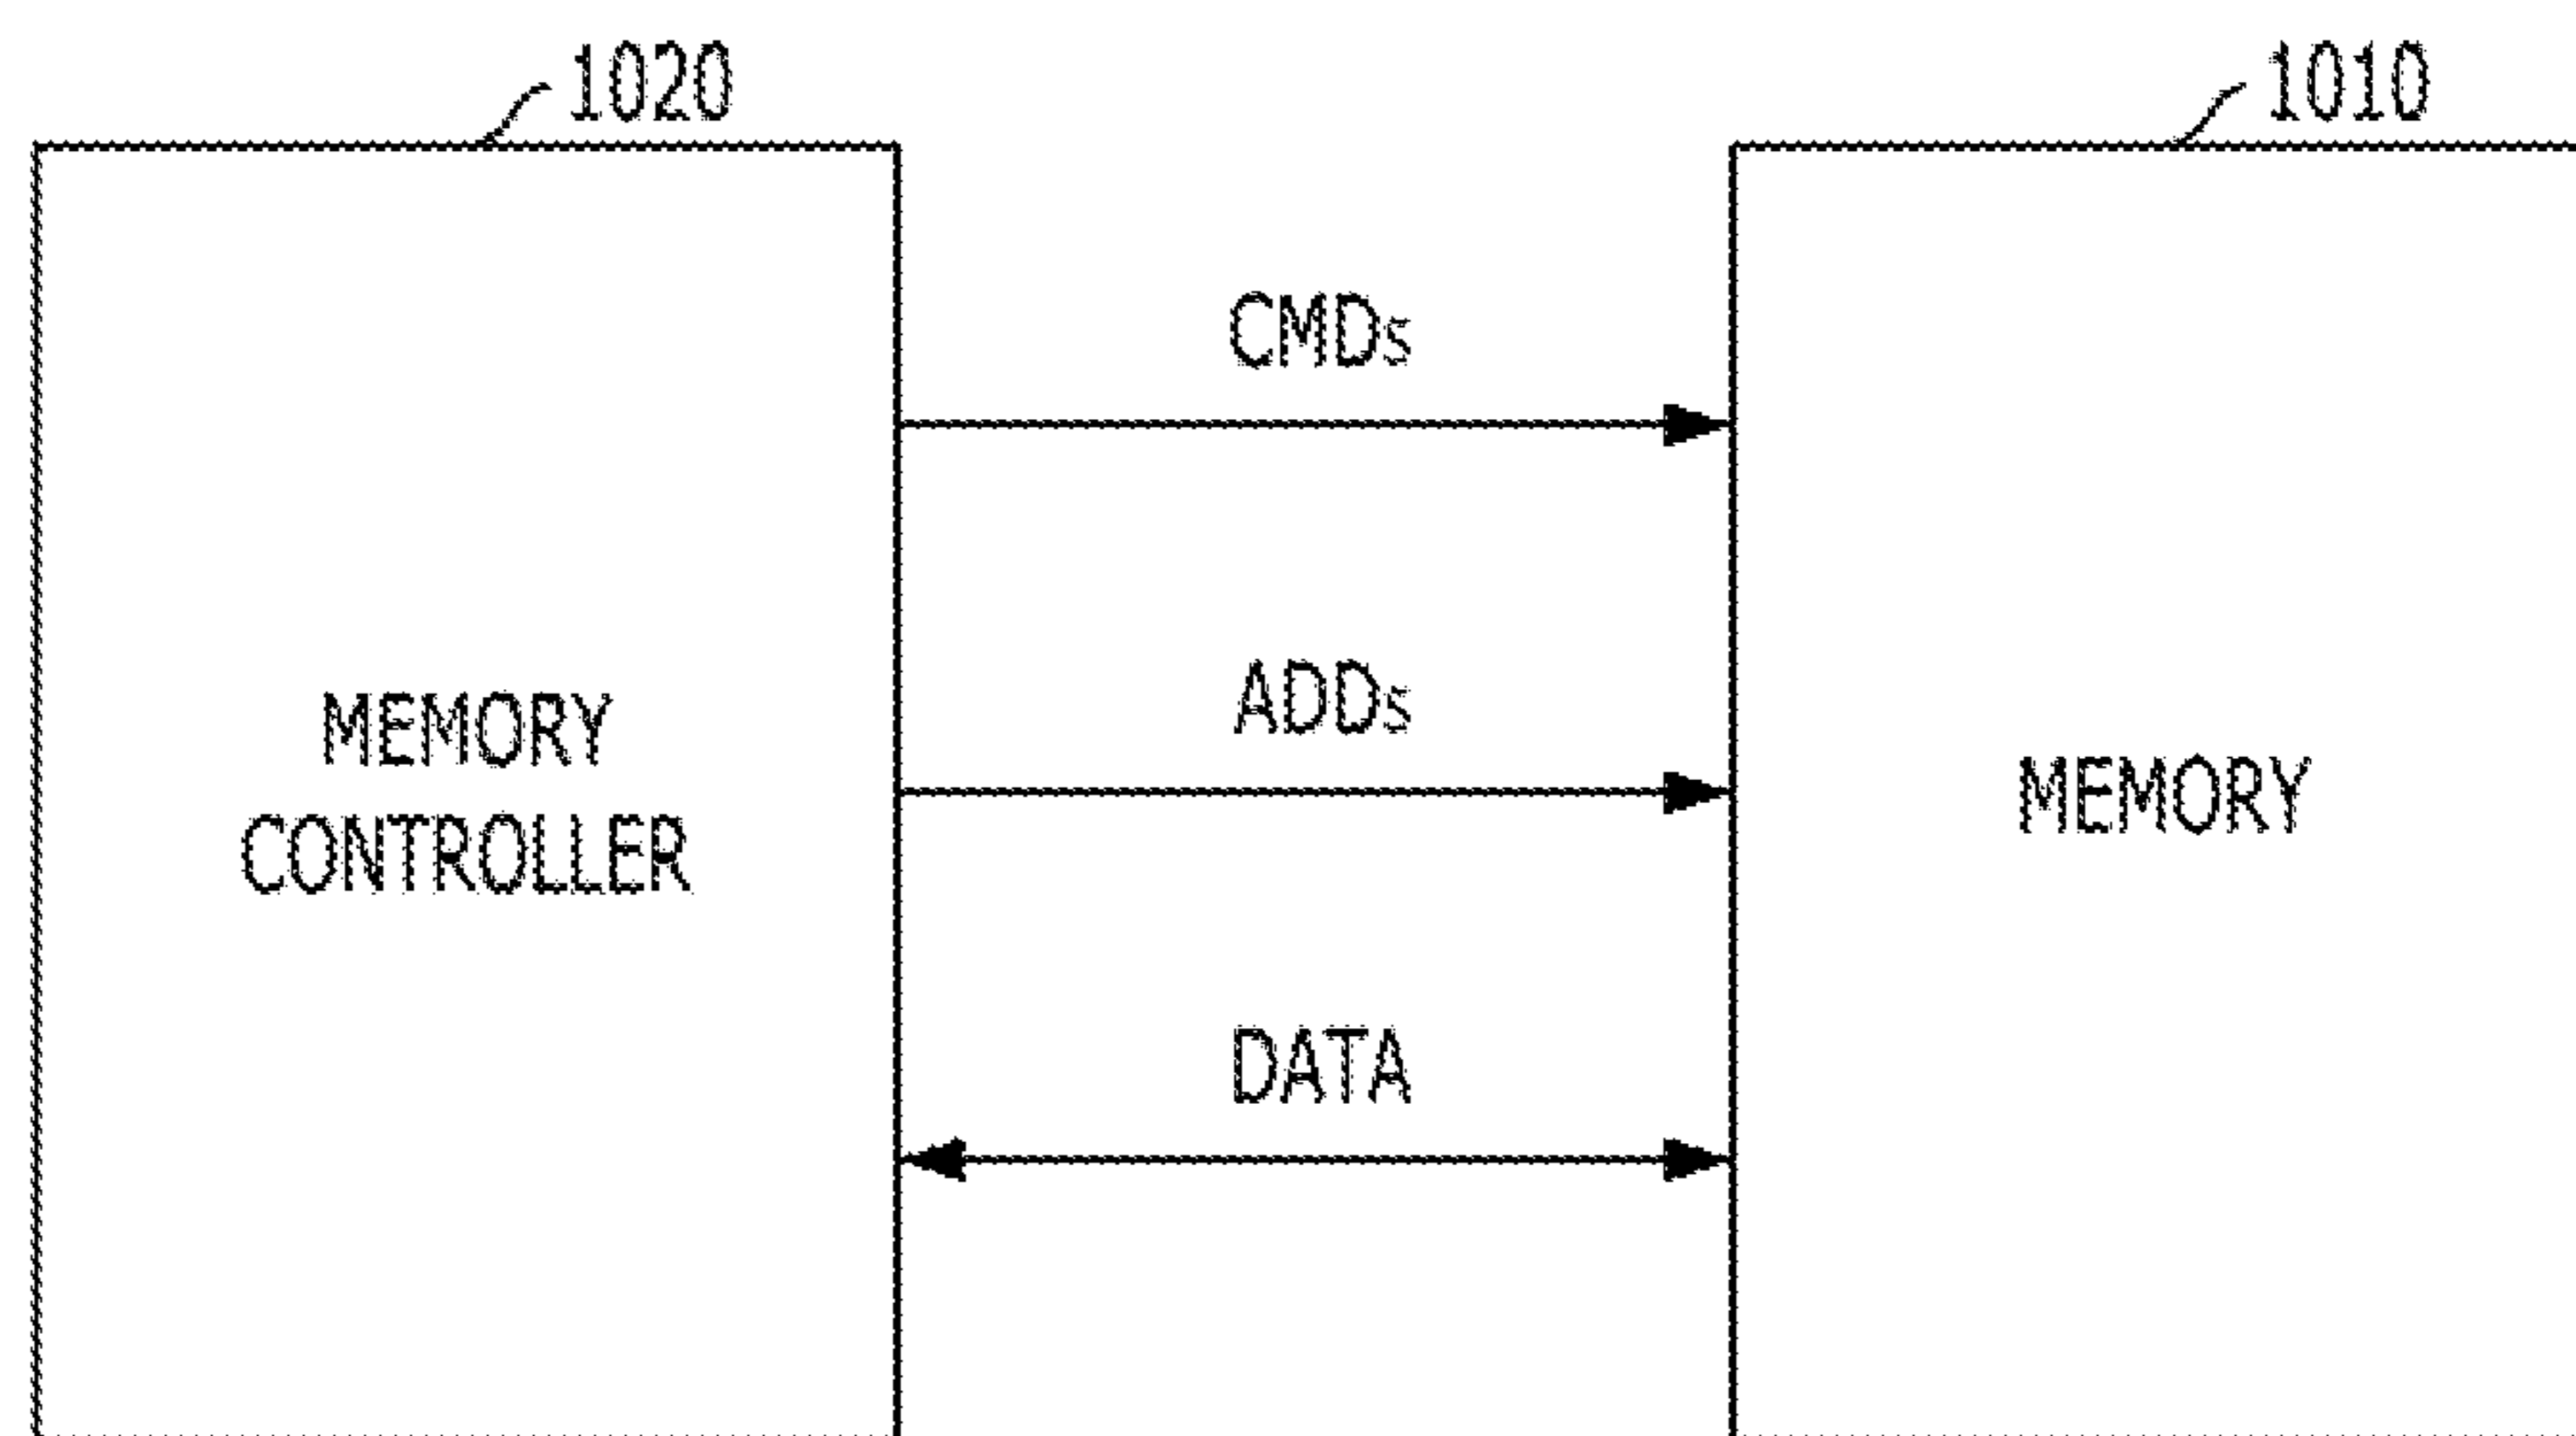 1020
1010
CMDs
ADDs
MEMORY
CONTROLLER
MEMORY
DATA